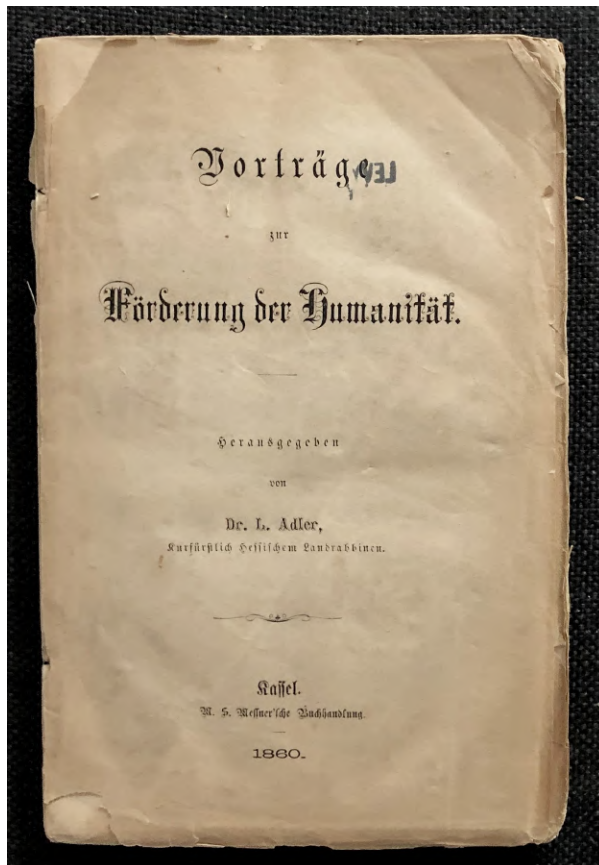 Vorträge
zur
Förderung der Humanität.
Herausgegeben
von
Dr. L. Adler,
Kurfürstlich Hessischem Landrabbinen.
Kassel.
M. S. Messner'sche Buchhandlung.
1860.